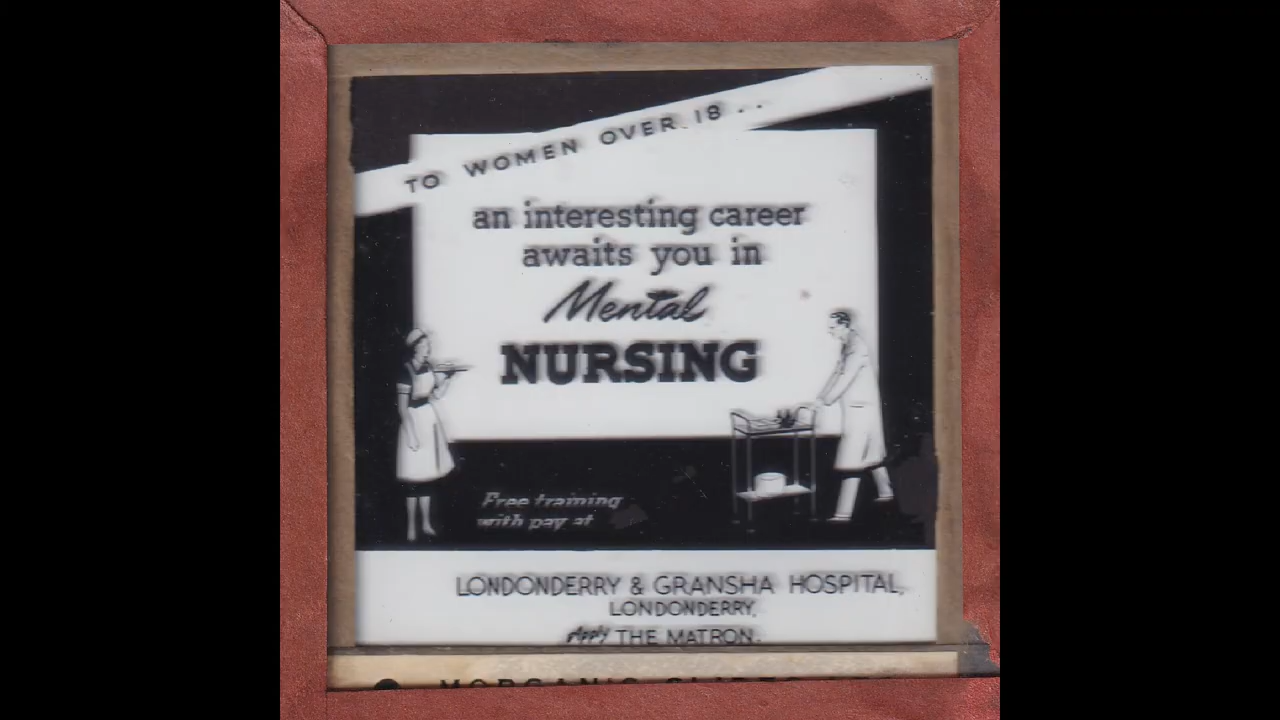 TO WOMEN OVER 18 . .
an interesting career
awaits you in
Mental
NURSING
Free training
with pay at
LONDONDERRY & GRANSHA HOSPITAL,
LONDONDERRY,
Apply THE MATRON.